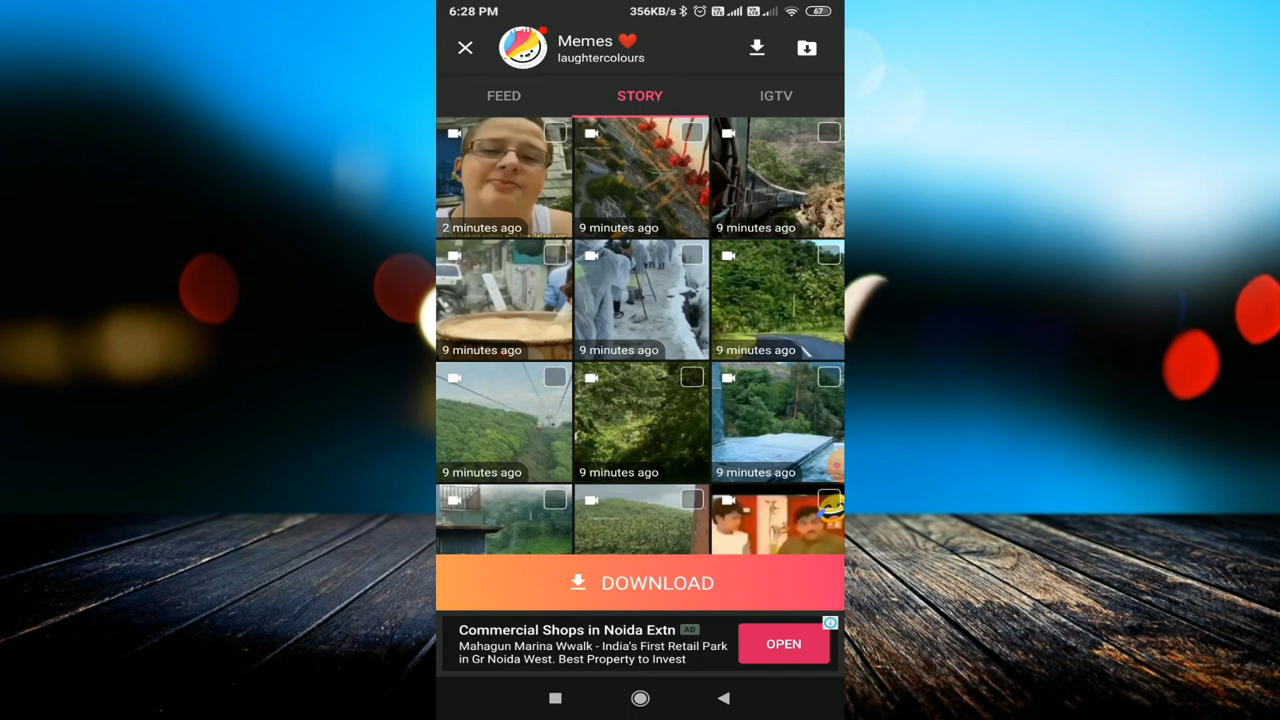 6:28 PM
356KB/s
67
Memes ❤️
laughtercolours
FEED
STORY
IGTV
2 minutes ago
9 minutes ago
9 minutes ago
9 minutes ago
9 minutes ago
9 minutes ago
9 minutes ago
9 minutes ago
9 minutes ago
DOWNLOAD
Commercial Shops in Noida Extn AD
Mahagun Marina Wwalk - India's First Retail Park
in Gr Noida West. Best Property to Invest
OPEN